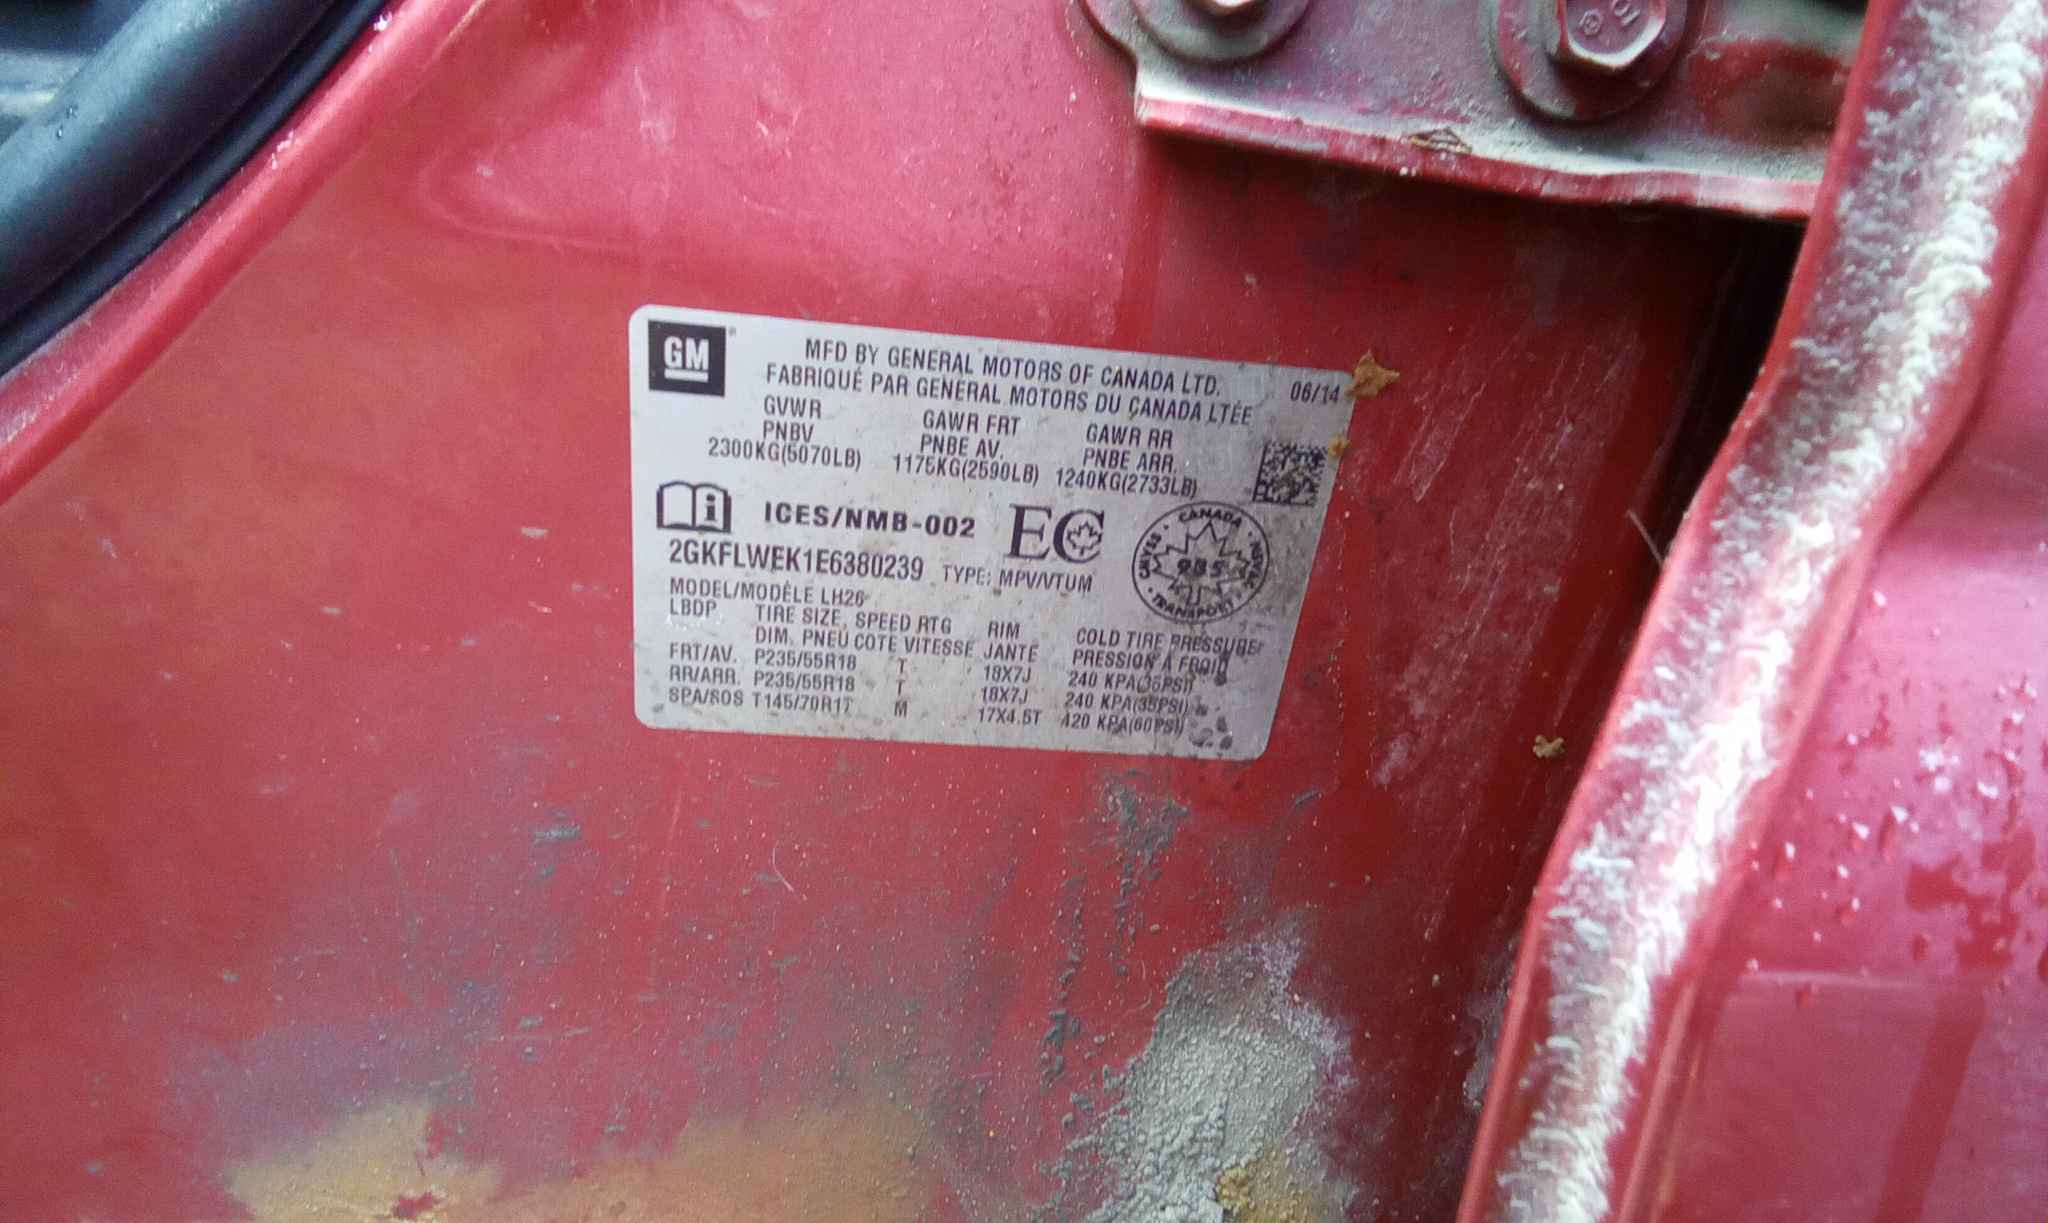 GM
MFD BY GENERAL MOTORS OF CANADA LTD. 06/14
FABRIQUÉ PAR GENERAL MOTORS DU CANADA LTÉE
GVWR GAWR FRT GAWR RR
PNBV PNBE AV. PNBE ARR.
2300KG(5070LB) 1175KG(2590LB) 1240KG(2733LB)
i ICES/NMB-002 EC
CANADA
TRANSPORT
2GKFLWEK1E6380239 TYPE: MPV/VTUM
MODEL/MODÈLE LH26
LBDP TIRE SIZE SPEED RTG RIM COLD TIRE PRESSURE
DIM. PNEU COTE VITESSE JANTE PRESSION À FROID
FRT/AV. P235/55R18 T 18X7J 240 KPA(35PSI)
RR/ARR. P235/55R18 T 18X7J 240 KPA(35PSI)
SPA/SOS T145/70R17 M 17X4.5T 420 KPA(60PSI)
10